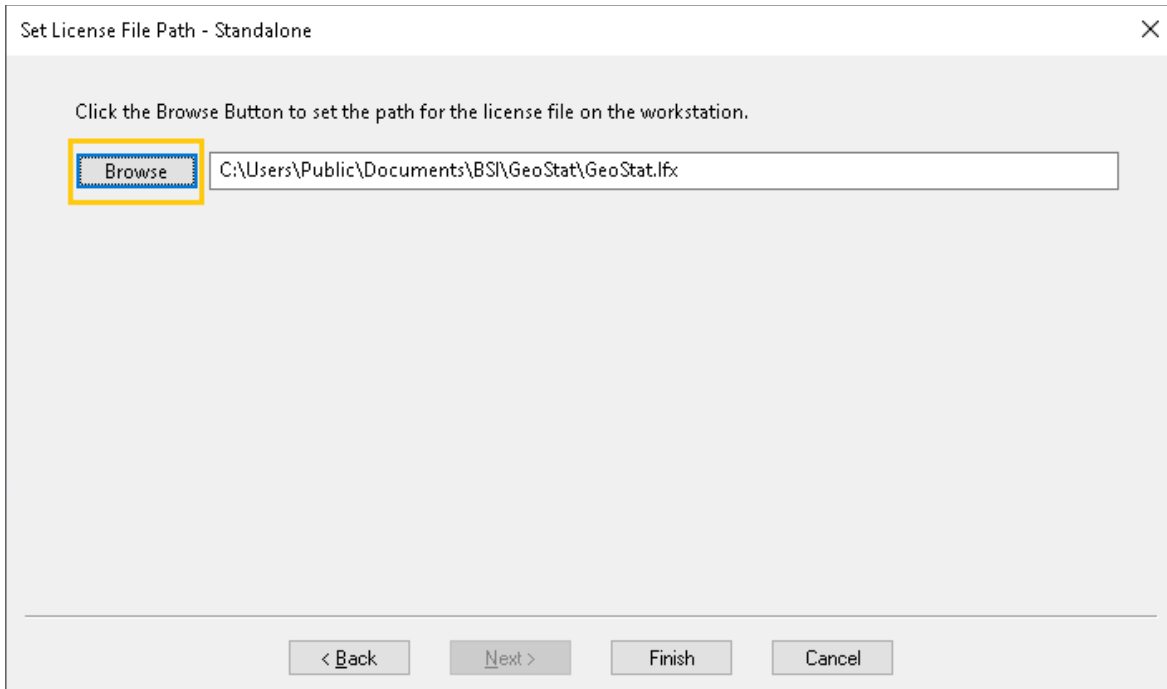 Set License File Path - Standalone
Click the Browse Button to set the path for the license file on the workstation.
Browse C:\Users\Public\Documents\BSI\GeoStat\GeoStat.lfx
< Back Next > Finish Cancel